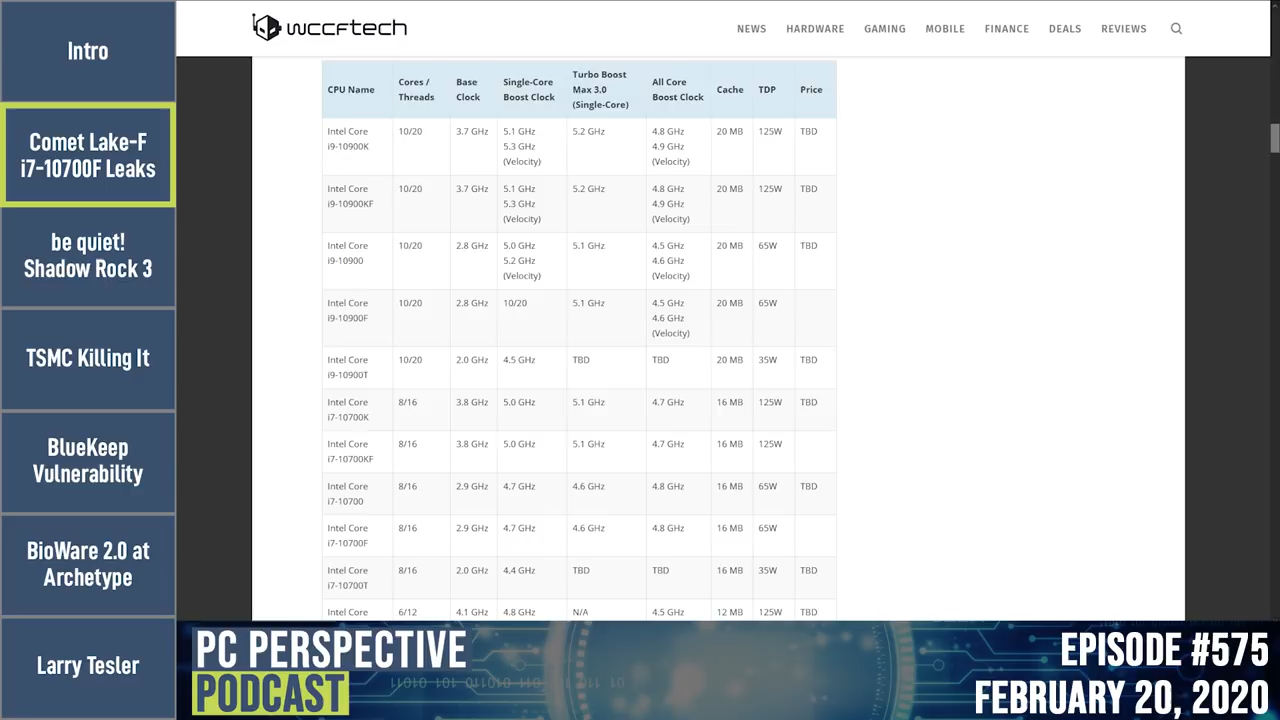 Intro
Comet Lake-F
i7-10700F Leaks
be quiet!
Shadow Rock 3
TSMC Killing It
BlueKeep
Vulnerability
BioWare 2.0 at
Archetype
Larry Tesler
wccftech
NEWS HARDWARE GAMING MOBILE FINANCE DEALS REVIEWS
CPU Name Cores / Threads Base Clock Single-Core Boost Clock Turbo Boost Max 3.0 (Single-Core) All Core Boost Clock Cache TDP Price
Intel Core i9-10900K 10/20 3.7 GHz 5.1 GHz 5.3 GHz (Velocity) 5.2 GHz 4.8 GHz 4.9 GHz (Velocity) 20 MB 125W TBD
Intel Core i9-10900KF 10/20 3.7 GHz 5.1 GHz 5.3 GHz (Velocity) 5.2 GHz 4.8 GHz 4.9 GHz (Velocity) 20 MB 125W TBD
Intel Core i9-10900 10/20 2.8 GHz 5.0 GHz 5.2 GHz (Velocity) 5.1 GHz 4.5 GHz 4.6 GHz (Velocity) 20 MB 65W TBD
Intel Core i9-10900F 10/20 2.8 GHz 10/20 5.1 GHz 4.5 GHz 4.6 GHz (Velocity) 20 MB 65W
Intel Core i9-10900T 10/20 2.0 GHz 4.5 GHz TBD TBD 20 MB 35W TBD
Intel Core i7-10700K 8/16 3.8 GHz 5.0 GHz 5.1 GHz 4.7 GHz 16 MB 125W TBD
Intel Core i7-10700KF 8/16 3.8 GHz 5.0 GHz 5.1 GHz 4.7 GHz 16 MB 125W
Intel Core i7-10700 8/16 2.9 GHz 4.7 GHz 4.6 GHz 4.8 GHz 16 MB 65W TBD
Intel Core i7-10700F 8/16 2.9 GHz 4.7 GHz 4.6 GHz 4.8 GHz 16 MB 65W
Intel Core i7-10700T 8/16 2.0 GHz 4.4 GHz TBD TBD 16 MB 35W TBD
Intel Core 6/12 4.1 GHz 4.8 GHz N/A 4.5 GHz 12 MB 125W TBD
PC PERSPECTIVE
PODCAST
EPISODE #575
FEBRUARY 20, 2020